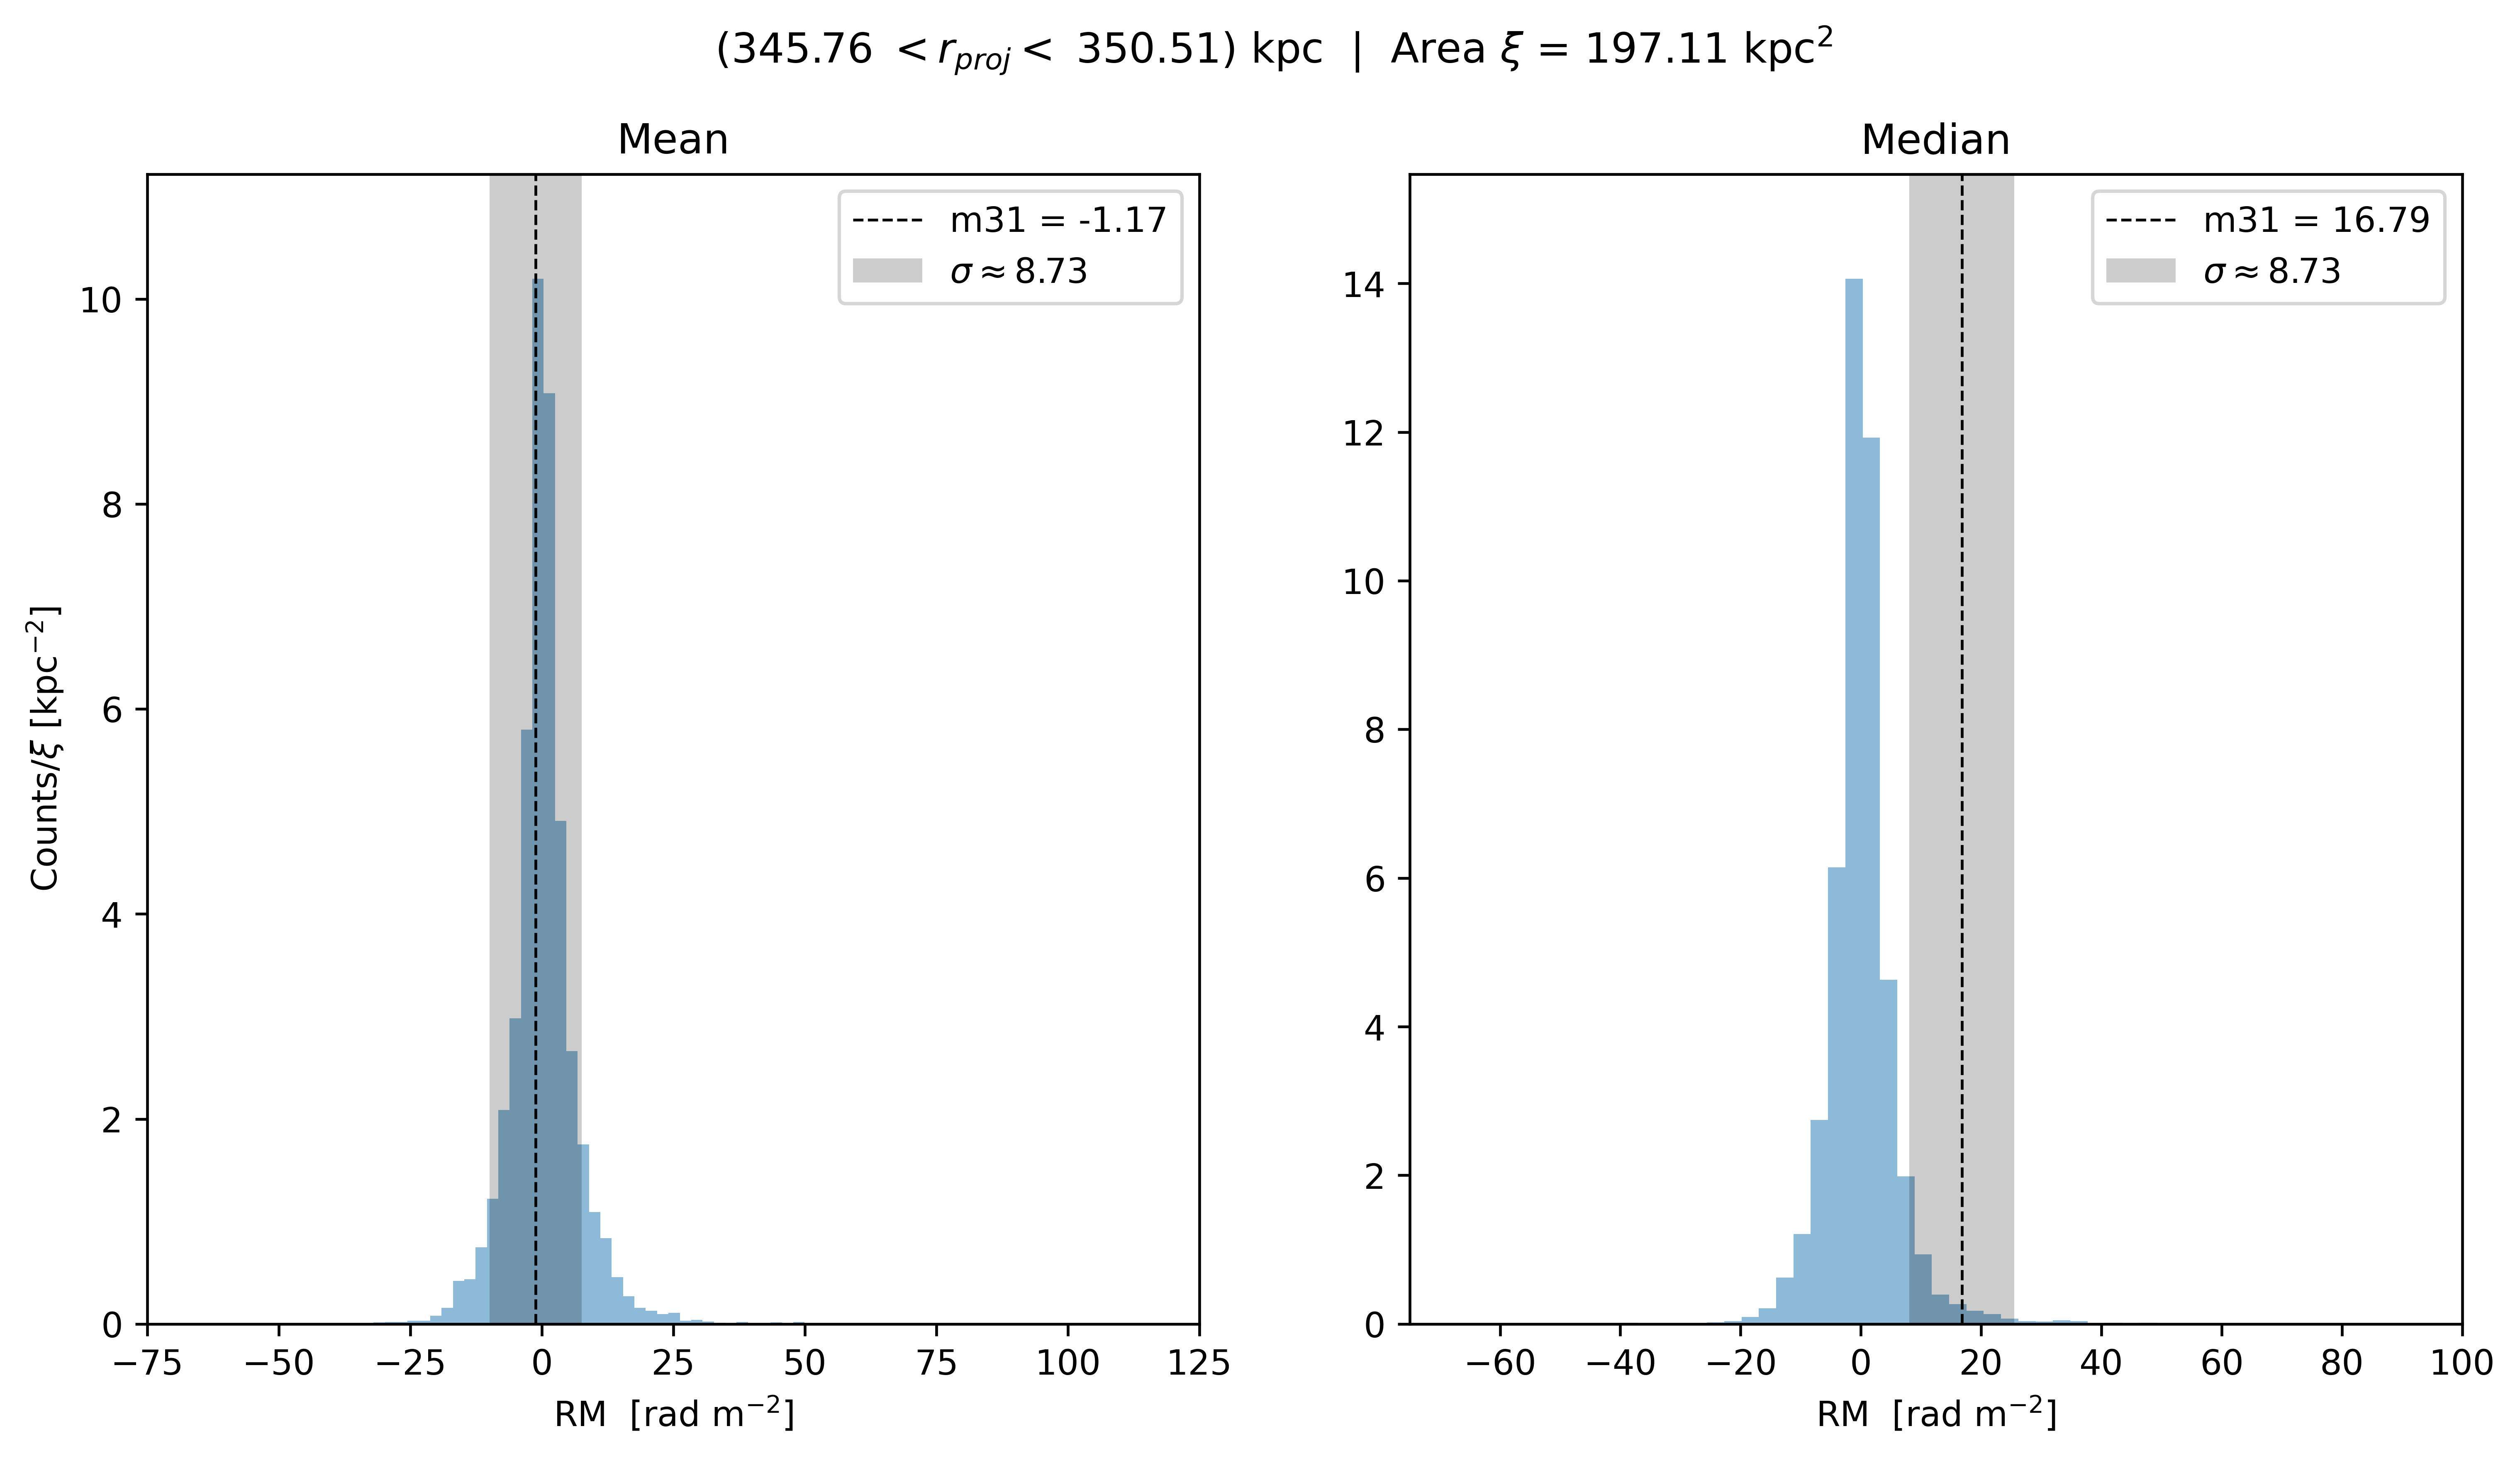 (345.76 < r_proj < 350.51) kpc | Area ξ = 197.11 kpc²
Mean
m31 = -1.17
σ ≈ 8.73
Counts/ξ [kpc⁻²]
10
8
6
4
2
0
−75 −50 −25 0 25 50 75 100 125
RM [rad m⁻²]
Median
m31 = 16.79
σ ≈ 8.73
14
12
10
8
6
4
2
0
−60 −40 −20 0 20 40 60 80 100
RM [rad m⁻²]